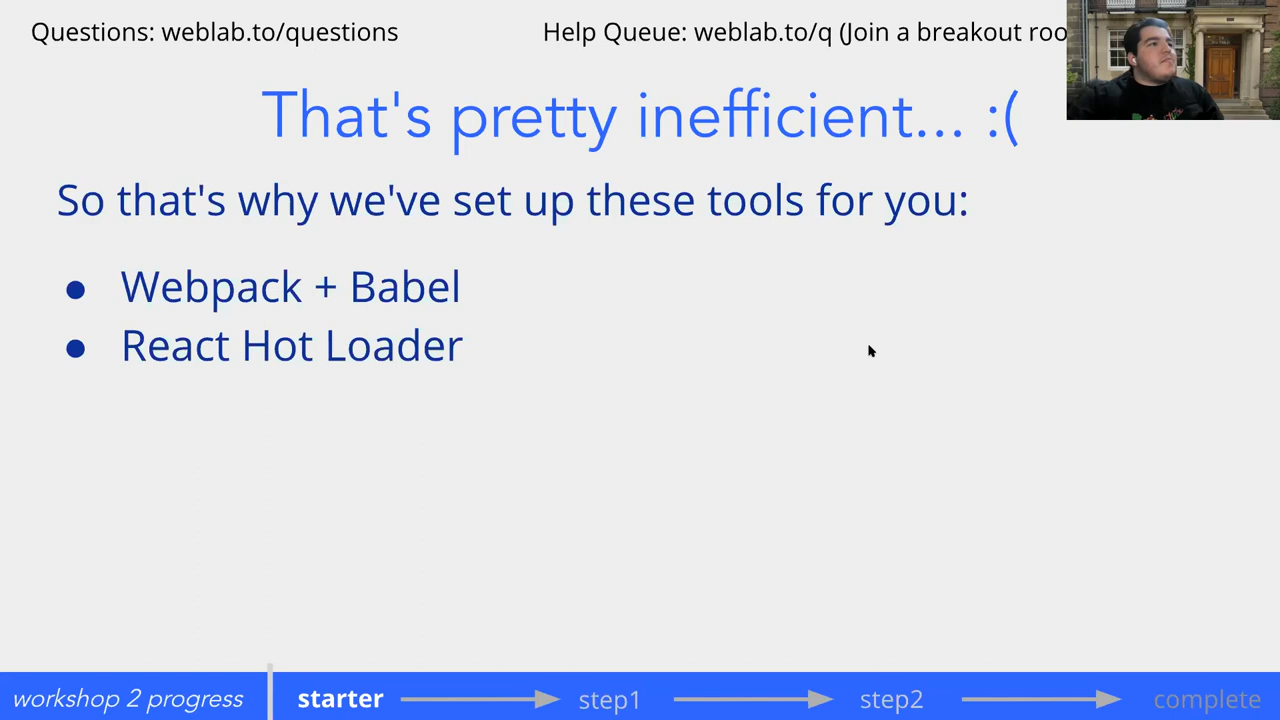 Questions: weblab.to/questions
Help Queue: weblab.to/q (Join a breakout roo
That's pretty inefficient... :(
So that's why we've set up these tools for you:
● Webpack + Babel
● React Hot Loader
workshop 2 progress
starter
step1
step2
complete